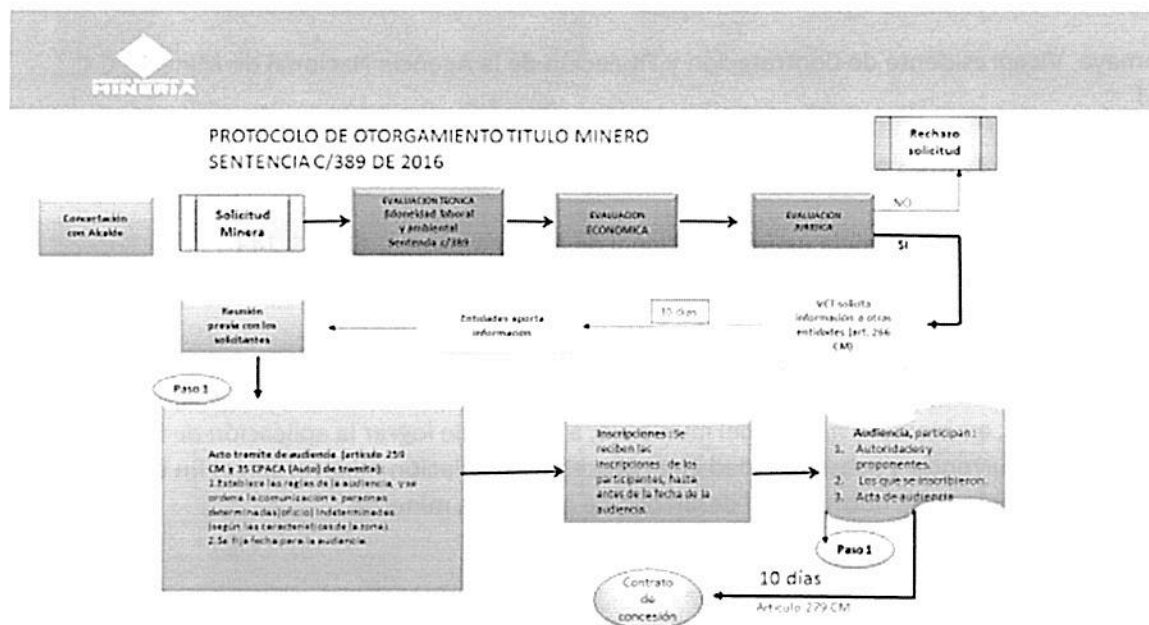 MINERÍA
PROTOCOLO DE OTORGAMIENTO TITULO MINERO
SENTENCIA C/389 DE 2016
Rechazo
solicitud
Concertación
con Alcalde
Solicitud
Minera
EVALUACION TECNICA
Idoneidad laboral
y ambiental
Sentencia c/389
EVALUACION
ECONOMICA
EVALUACION
JURIDICA
NO
SI
Reunión
previa con los
solicitantes
Entidades aporta
informacion
10 días
VCT solicita
información a otras
entidades (art. 266
CM)
Paso 1
Acto tramite de audiencia (artículo 259
CM y 35 CPACA (Auto) de tramite):
1.Establece las reglas de la audiencia, y se
ordena la comunicación a personas
determinadas(oficio) indeterminadas
(según las características de la zona).
2.Se fija fecha para la audiencia.
Inscripciones :Se
reciben las
inscripciones de los
participantes, hasta
antes de la fecha de la
audiencia.
Audiencia, participan :
1. Autoridades y
proponentes.
2. Los que se inscribieron.
3. Acta de audiencia
Paso 1
10 días
Artículo 279 CM
Contrato
de
concesión